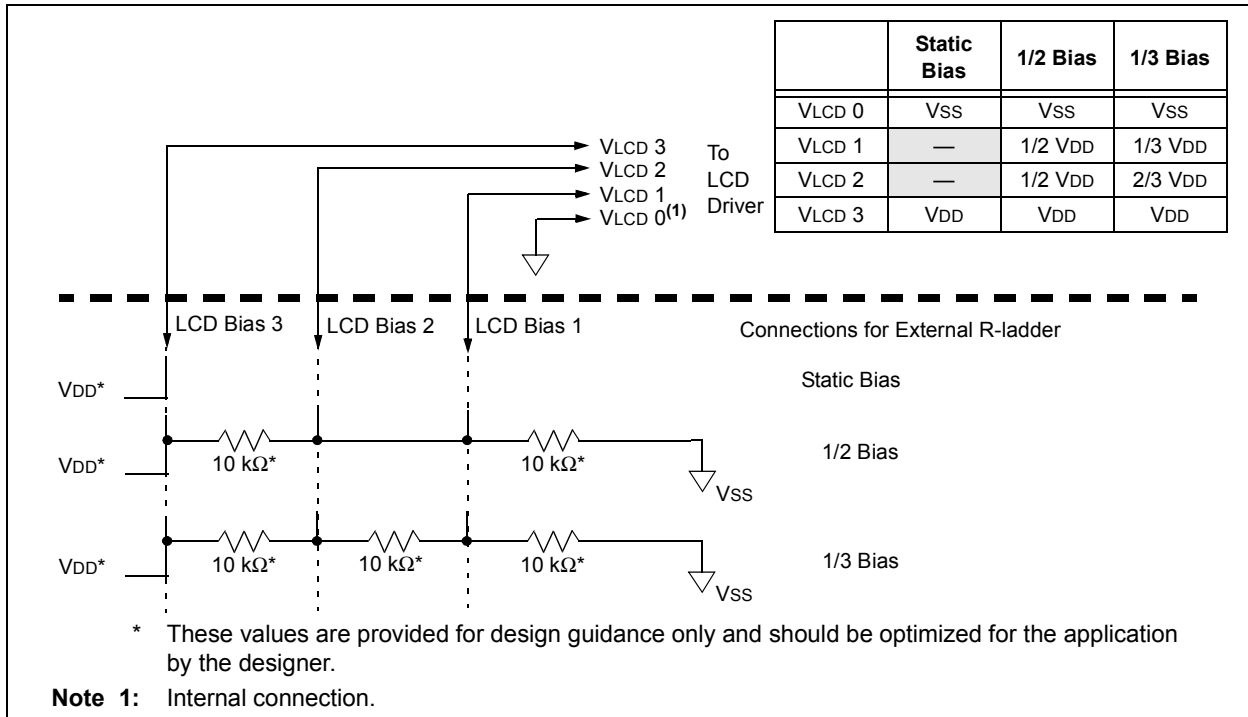 Static Bias 1/2 Bias 1/3 Bias
VLCD 0 VSS VSS VSS
VLCD 1 — 1/2 VDD 1/3 VDD
VLCD 2 — 1/2 VDD 2/3 VDD
VLCD 3 VDD VDD VDD
VLCD 3
VLCD 2
VLCD 1
VLCD 0(1)
To
LCD
Driver
LCD Bias 3 LCD Bias 2 LCD Bias 1 Connections for External R-ladder
VDD* Static Bias
VDD* 10 kΩ* 10 kΩ* VSS 1/2 Bias
VDD* 10 kΩ* 10 kΩ* 10 kΩ* VSS 1/3 Bias
* These values are provided for design guidance only and should be optimized for the application
by the designer.
Note 1: Internal connection.